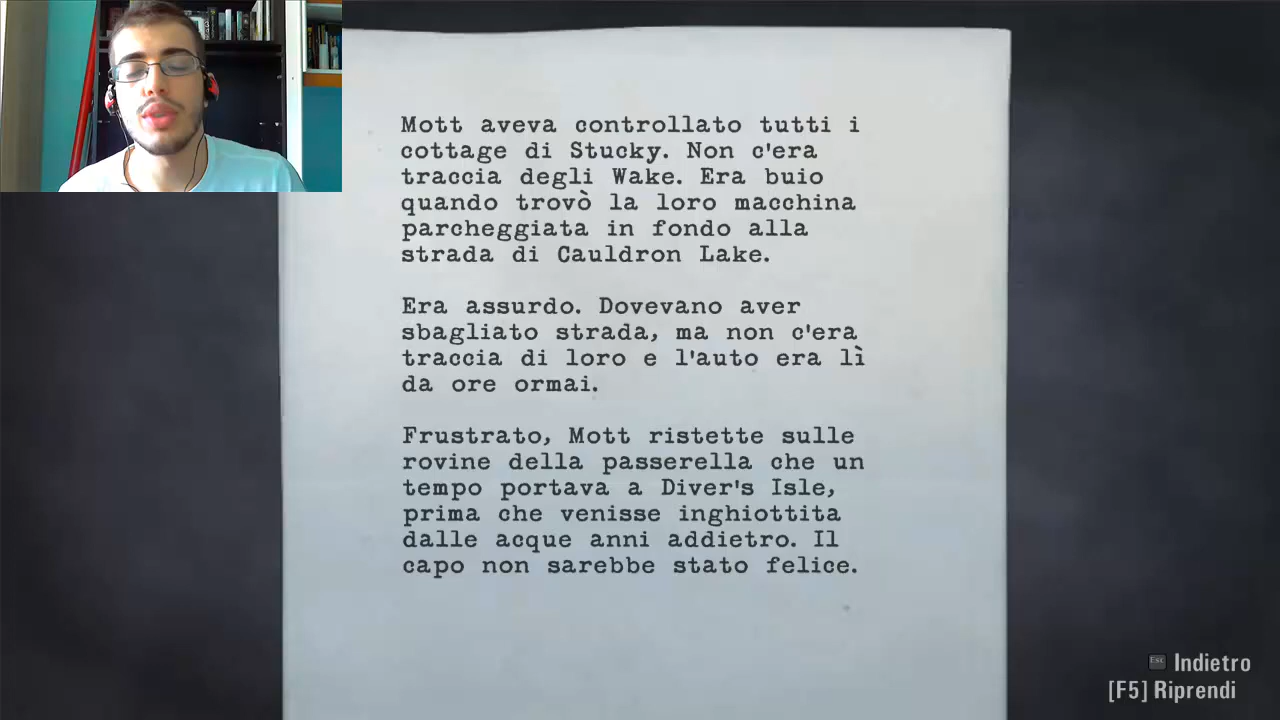 Mott aveva controllato tutti i
cottage di Stucky. Non c'era
traccia degli Wake. Era buio
quando trovò la loro macchina
parcheggiata in fondo alla
strada di Cauldron Lake.
Era assurdo. Dovevano aver
sbagliato strada, ma non c'era
traccia di loro e l'auto era lì
da ore ormai.
Frustrato, Mott ristette sulle
rovine della passerella che un
tempo portava a Diver's Isle,
prima che venisse inghiottita
dalle acque anni addietro. Il
capo non sarebbe stato felice.
Esc Indietro
[F5] Riprendi